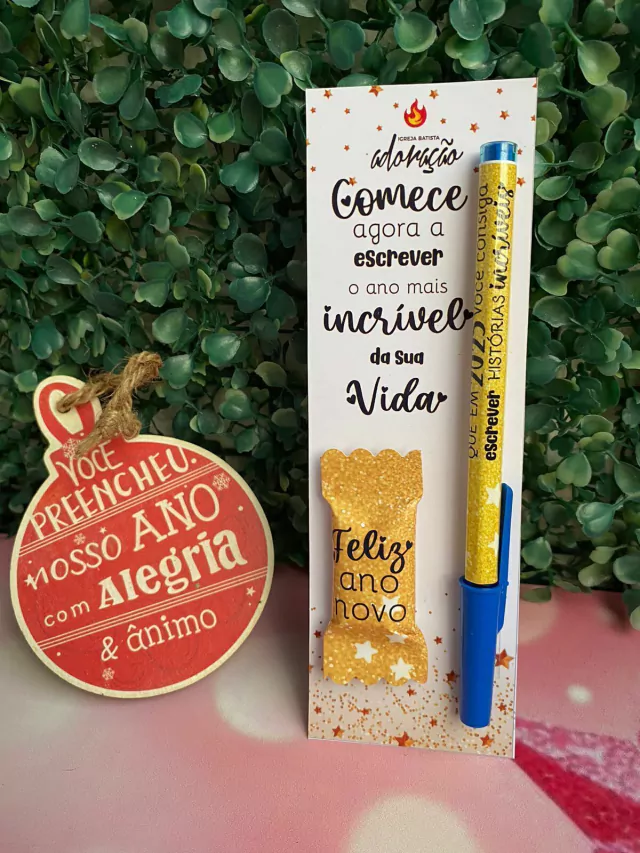 VOCÊ
PREENCHEU
NOSSO ANO
com Alegria
& ânimo
IGREJA BATISTA
adoração
Comece
agora a
escrever
o ano mais
incrível
da sua
Vida
Feliz
ano
novo
QUE EM 2025 você consiga
escrever HISTÓRIAS incríveis